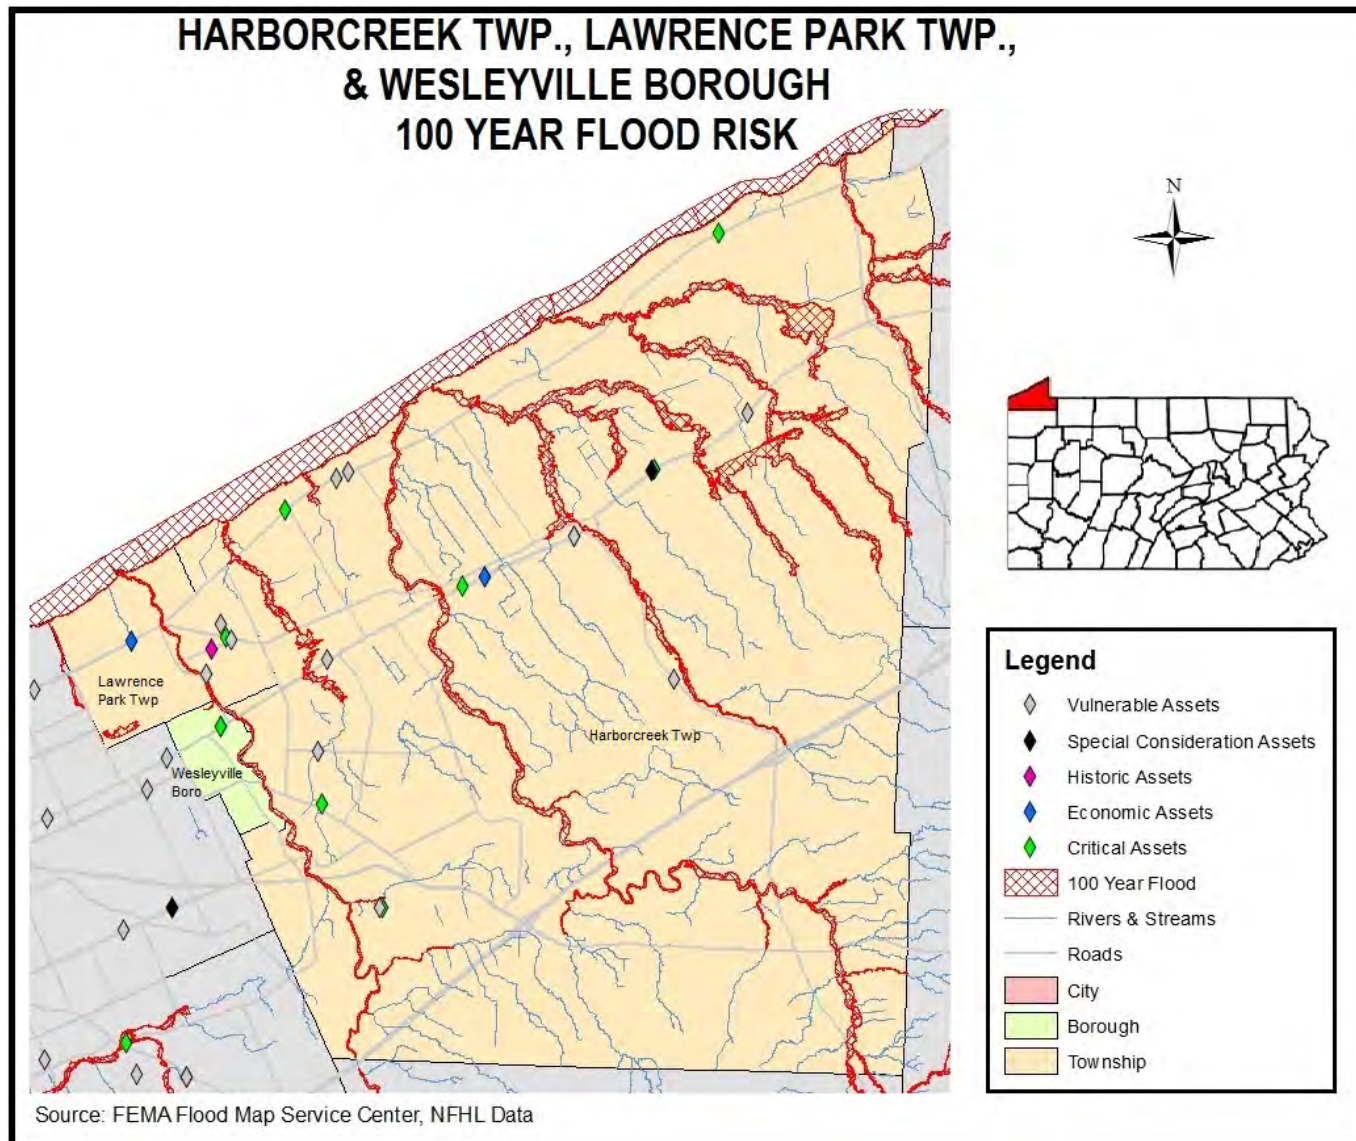 HARBORCREEK TWP., LAWRENCE PARK TWP.,
& WESLEYVILLE BOROUGH
100 YEAR FLOOD RISK
N
Lawrence
Park Twp
Wesleyville
Boro
Harborcreek Twp
Legend
Vulnerable Assets
Special Consideration Assets
Historic Assets
Economic Assets
Critical Assets
100 Year Flood
Rivers & Streams
Roads
City
Borough
Township
Source: FEMA Flood Map Service Center, NFHL Data